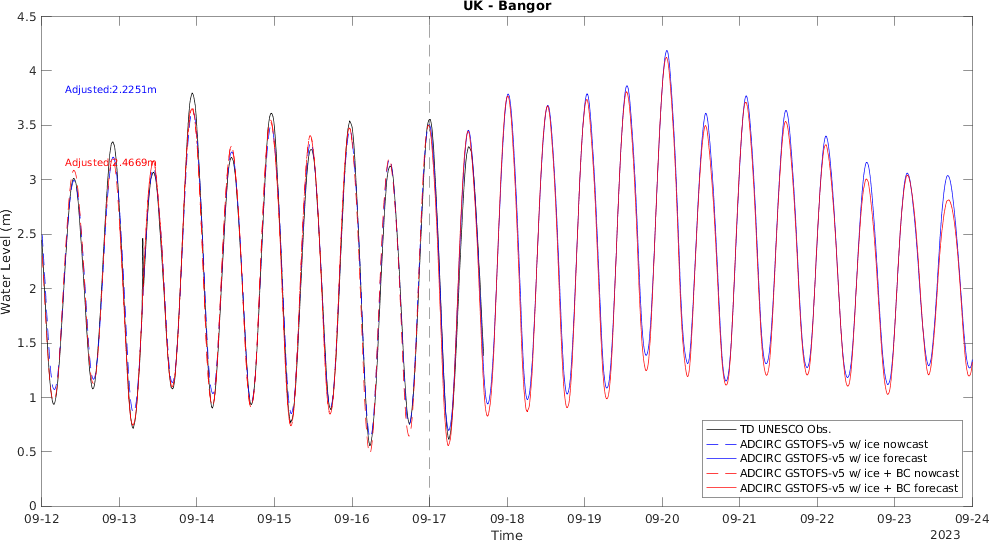 UK - Bangor
4.5
4
3.5
3
2.5
2
1.5
1
0.5
0
Water Level (m)
Adjusted:2.2251m
Adjusted:2.4669m
TD UNESCO Obs.
ADCIRC GSTOFS-v5 w/ ice nowcast
ADCIRC GSTOFS-v5 w/ ice forecast
ADCIRC GSTOFS-v5 w/ ice + BC nowcast
ADCIRC GSTOFS-v5 w/ ice + BC forecast
09-12 09-13 09-14 09-15 09-16 09-17 09-18 09-19 09-20 09-21 09-22 09-23 09-24
Time
2023